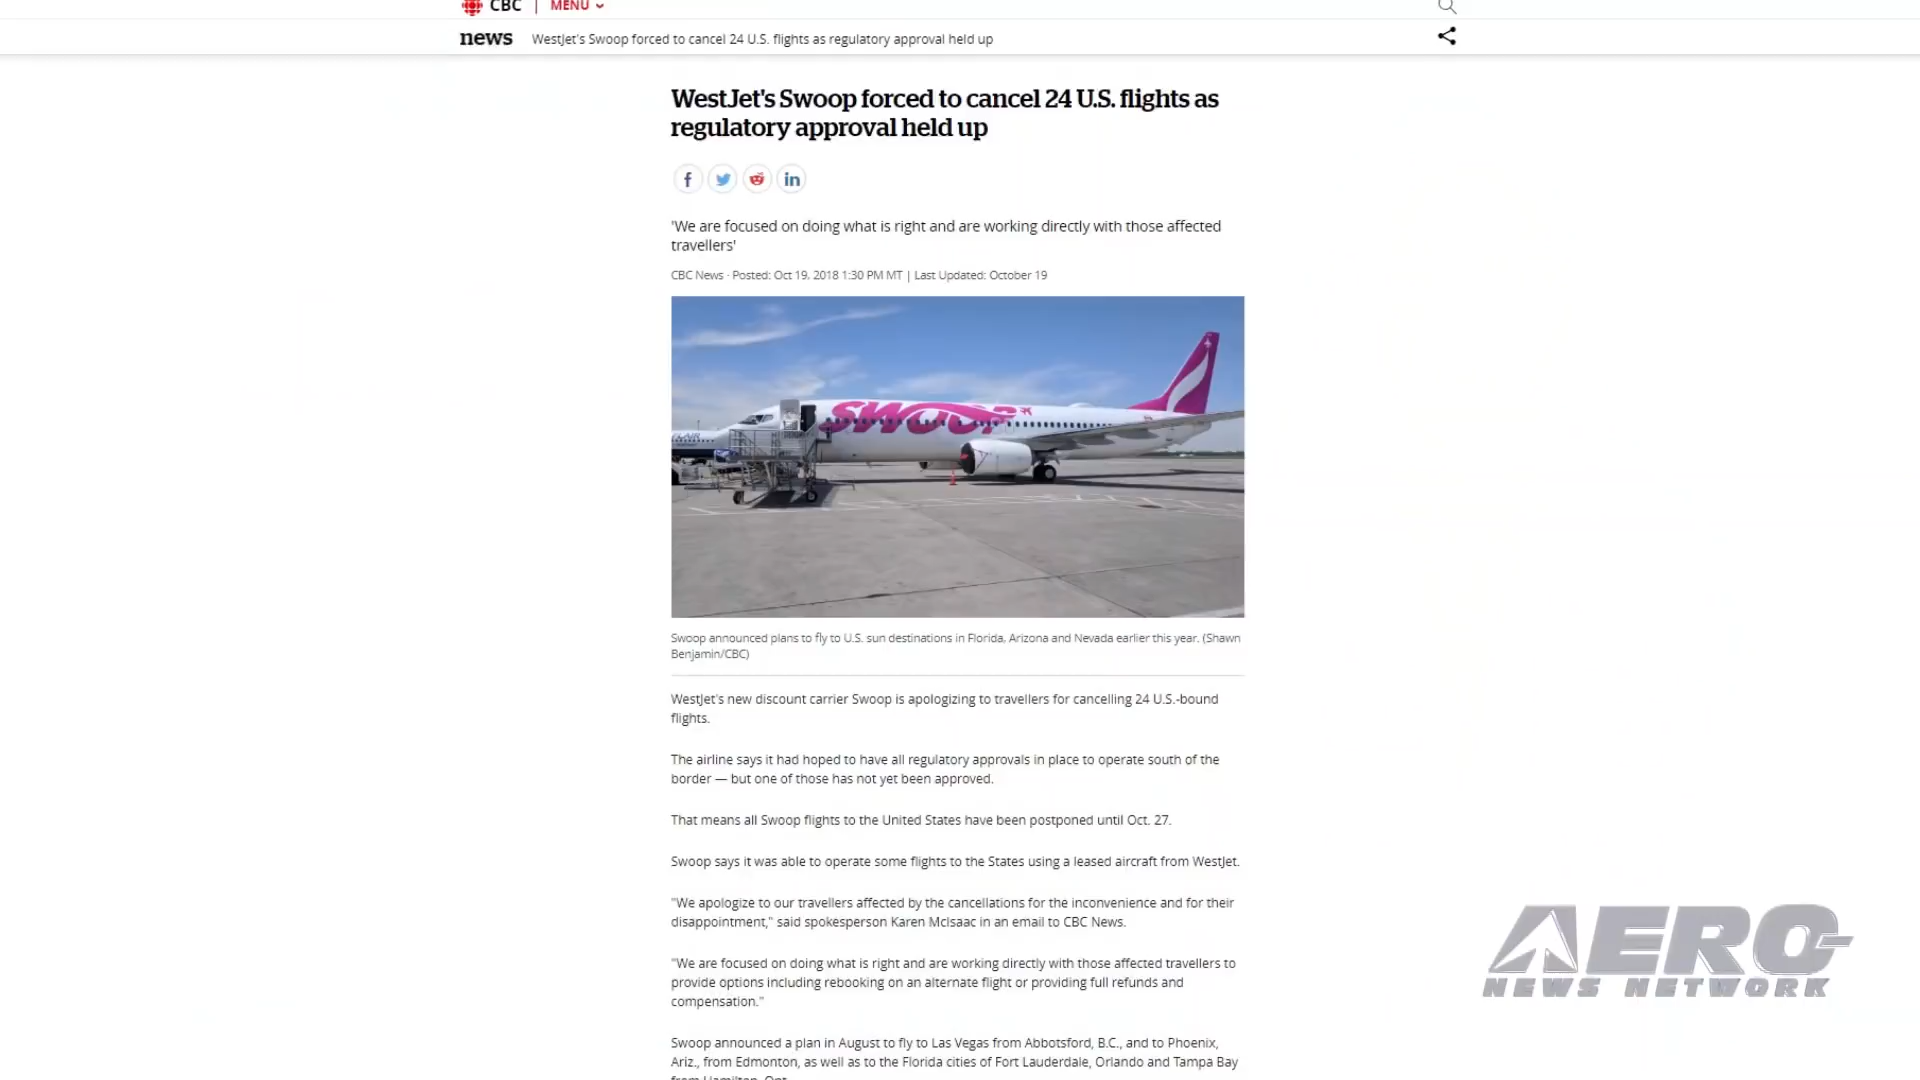 CBC | MENU
news WestJet's Swoop forced to cancel 24 U.S. flights as regulatory approval held up
WestJet's Swoop forced to cancel 24 U.S. flights as
regulatory approval held up
'We are focused on doing what is right and are working directly with those affected
travellers'
CBC News · Posted: Oct 19, 2018 1:30 PM MT | Last Updated: October 19
swoop
FLAIR
Swoop announced plans to fly to U.S. sun destinations in Florida, Arizona and Nevada earlier this year. (Shawn
Benjamin/CBC)
WestJet's new discount carrier Swoop is apologizing to travellers for cancelling 24 U.S.-bound
flights.
The airline says it had hoped to have all regulatory approvals in place to operate south of the
border — but one of those has not yet been approved.
That means all Swoop flights to the United States have been postponed until Oct. 27.
Swoop says it was able to operate some flights to the States using a leased aircraft from WestJet.
"We apologize to our travellers affected by the cancellations for the inconvenience and for their
disappointment," said spokesperson Karen McIsaac in an email to CBC News.
"We are focused on doing what is right and are working directly with those affected travellers to
provide options including rebooking on an alternate flight or providing full refunds and
compensation."
Swoop announced a plan in August to fly to Las Vegas from Abbotsford, B.C., and to Phoenix,
Ariz., from Edmonton, as well as to the Florida cities of Fort Lauderdale, Orlando and Tampa Bay
from Hamilton, Ont.
AERO-
NEWS NETWORK